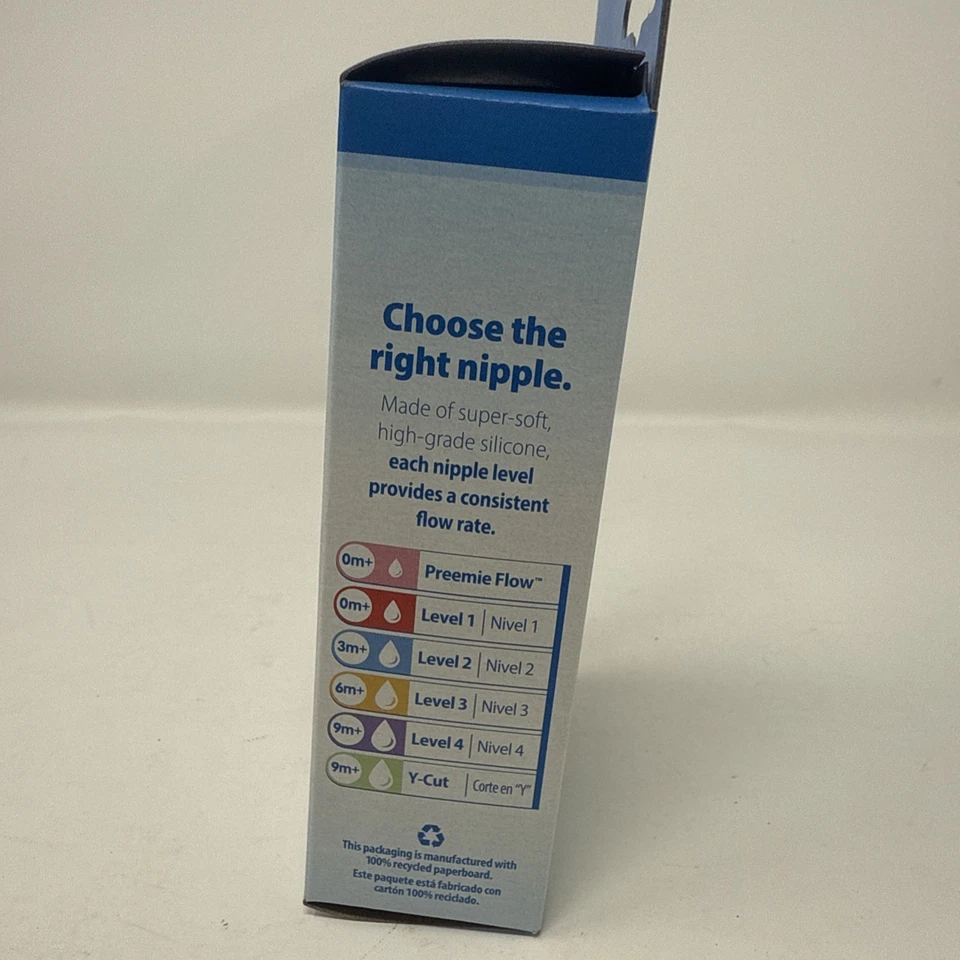 Choose the
right nipple.
Made of super-soft,
high-grade silicone,
each nipple level
provides a consistent
flow rate.
0m+ Preemie Flow™
0m+ Level 1 | Nivel 1
3m+ Level 2 | Nivel 2
6m+ Level 3 | Nivel 3
9m+ Level 4 | Nivel 4
9m+ Y-Cut | Corte en "Y"
This packaging is manufactured with
100% recycled paperboard.
Este paquete está fabricado con
cartón 100% reciclado.